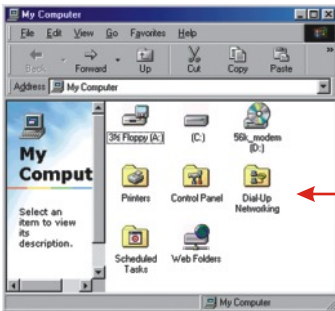 My Computer
File Edit View Go Favorites Help
Back Forward Up Cut Copy Paste
Address My Computer
My
Comput
Select an
item to view
its
description.
3½ Floppy (A:) (C:) 56k_modem
(D:)
Printers Control Panel Dial-Up
Networking
Scheduled
Tasks Web Folders
My Computer